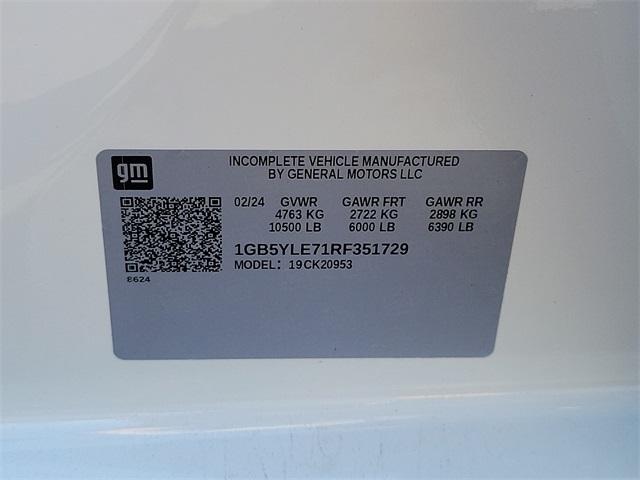 gm
INCOMPLETE VEHICLE MANUFACTURED
BY GENERAL MOTORS LLC
02/24 GVWR GAWR FRT GAWR RR
4763 KG 2722 KG 2898 KG
10500 LB 6000 LB 6390 LB
1GB5YLE71RF351729
MODEL: 19CK20953
8624